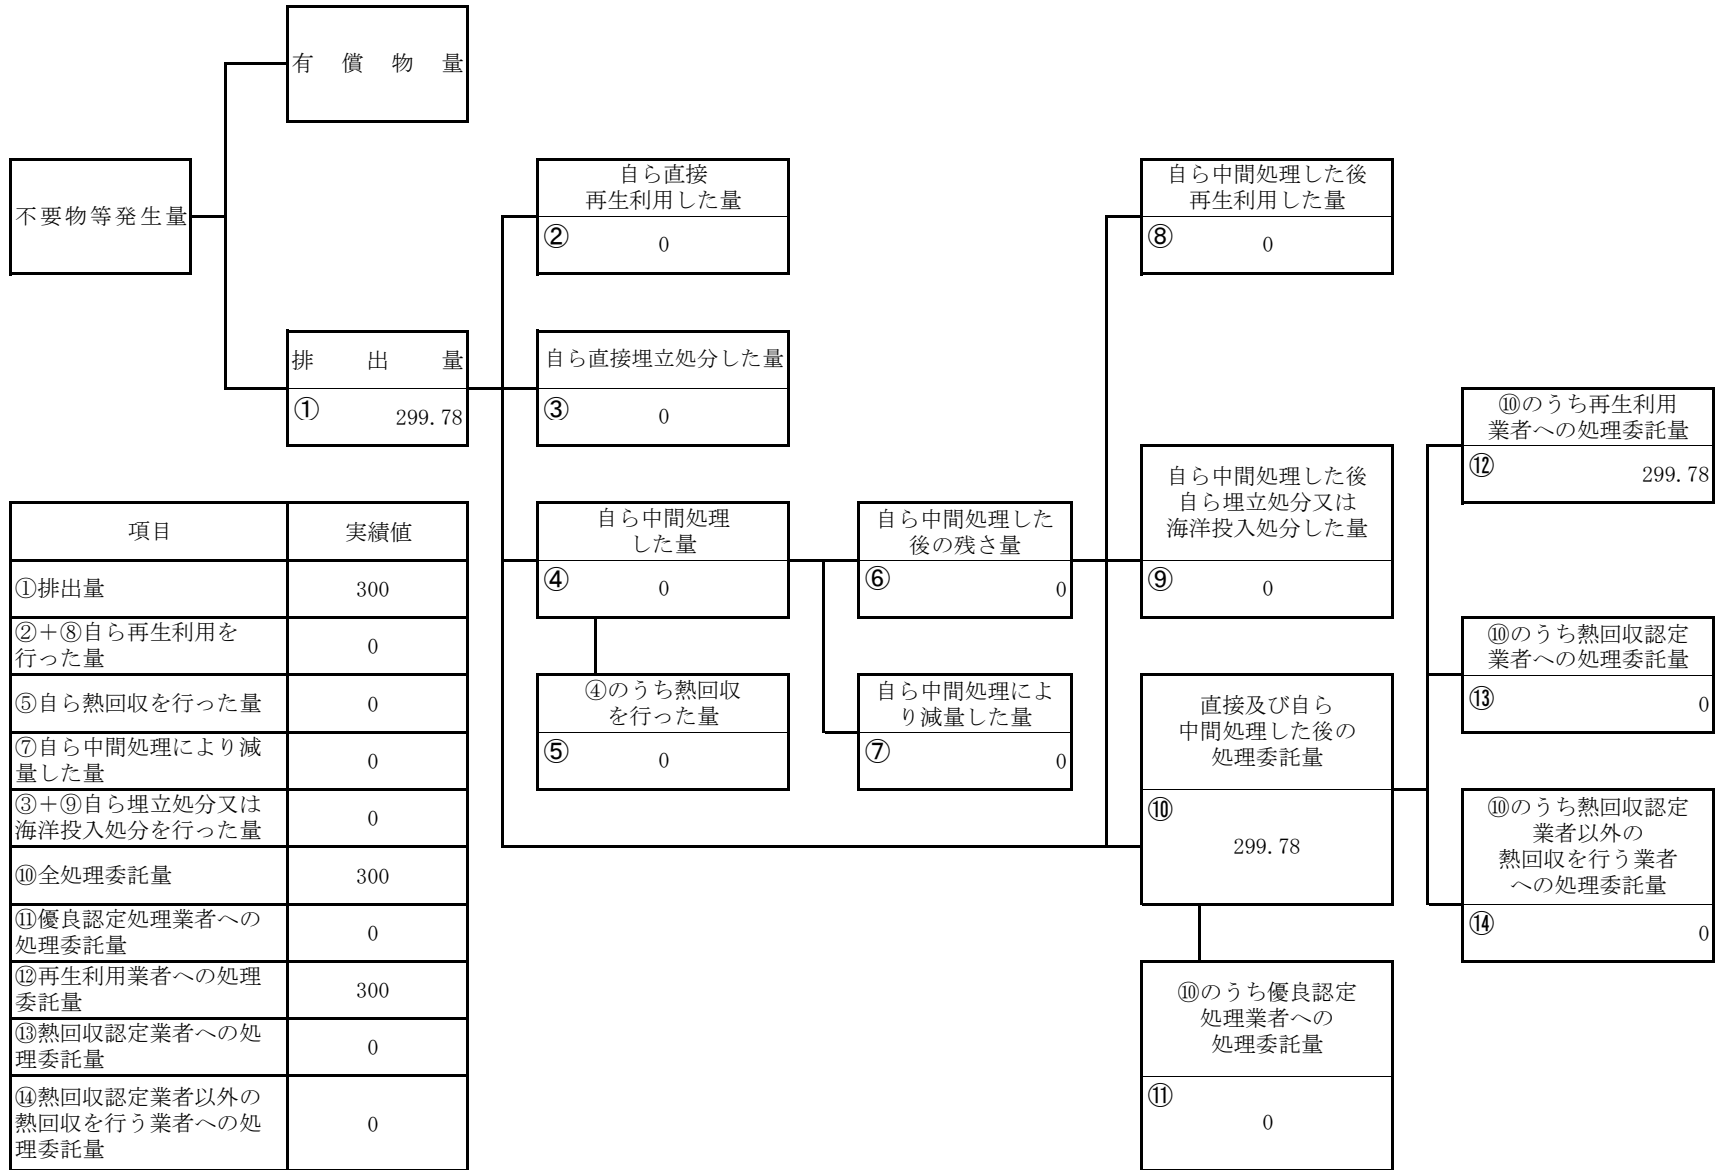 有償物量
不要物等発生量
排出量
① 299.78
自ら直接
再生利用した量
② 0
自ら直接埋立処分した量
③ 0
自ら中間処理
した量
④ 0
④のうち熱回収
を行った量
⑤ 0
自ら中間処理した
後の残さ量
⑥ 0
自ら中間処理によ
り減量した量
⑦ 0
自ら中間処理した後
再生利用した量
⑧ 0
自ら中間処理した後
自ら埋立処分又は
海洋投入処分した量
⑨ 0
直接及び自ら
中間処理した後の
処理委託量
⑩
299.78
⑩のうち優良認定
処理業者への
処理委託量
⑪
0
⑩のうち再生利用
業者への処理委託量
⑫ 299.78
⑩のうち熱回収認定
業者への処理委託量
⑬ 0
⑩のうち熱回収認定
業者以外の
熱回収を行う業者
への処理委託量
⑭ 0
項目 実績値
①排出量 300
②+⑧自ら再生利用を
行った量 0
⑤自ら熱回収を行った量 0
⑦自ら中間処理により減
量した量 0
③+⑨自ら埋立処分又は
海洋投入処分を行った量 0
⑩全処理委託量 300
⑪優良認定処理業者への
処理委託量 0
⑫再生利用業者への処理
委託量 300
⑬熱回収認定業者への処
理委託量 0
⑭熱回収認定業者以外の
熱回収を行う業者への処 0
理委託量